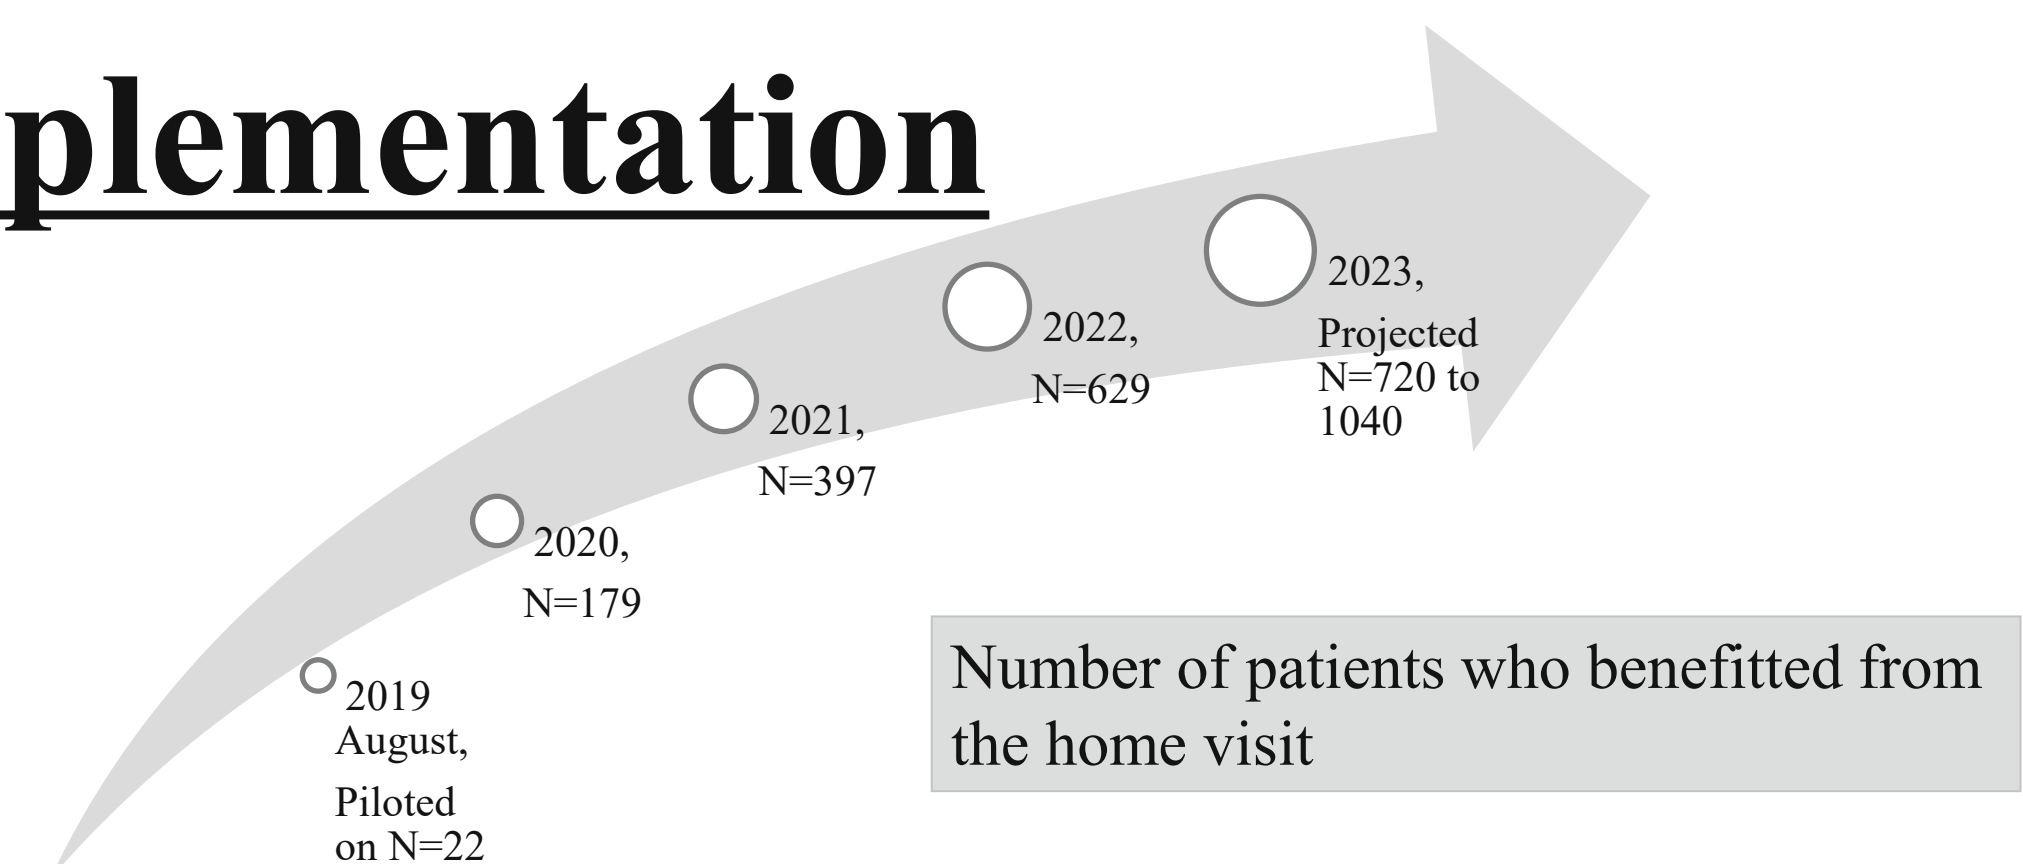 plementation
2023,
Projected
N=720 to
1040
2022,
N=629
2021,
N=397
2020,
N=179
2019
August,
Piloted
on N=22
Number of patients who benefitted from
the home visit